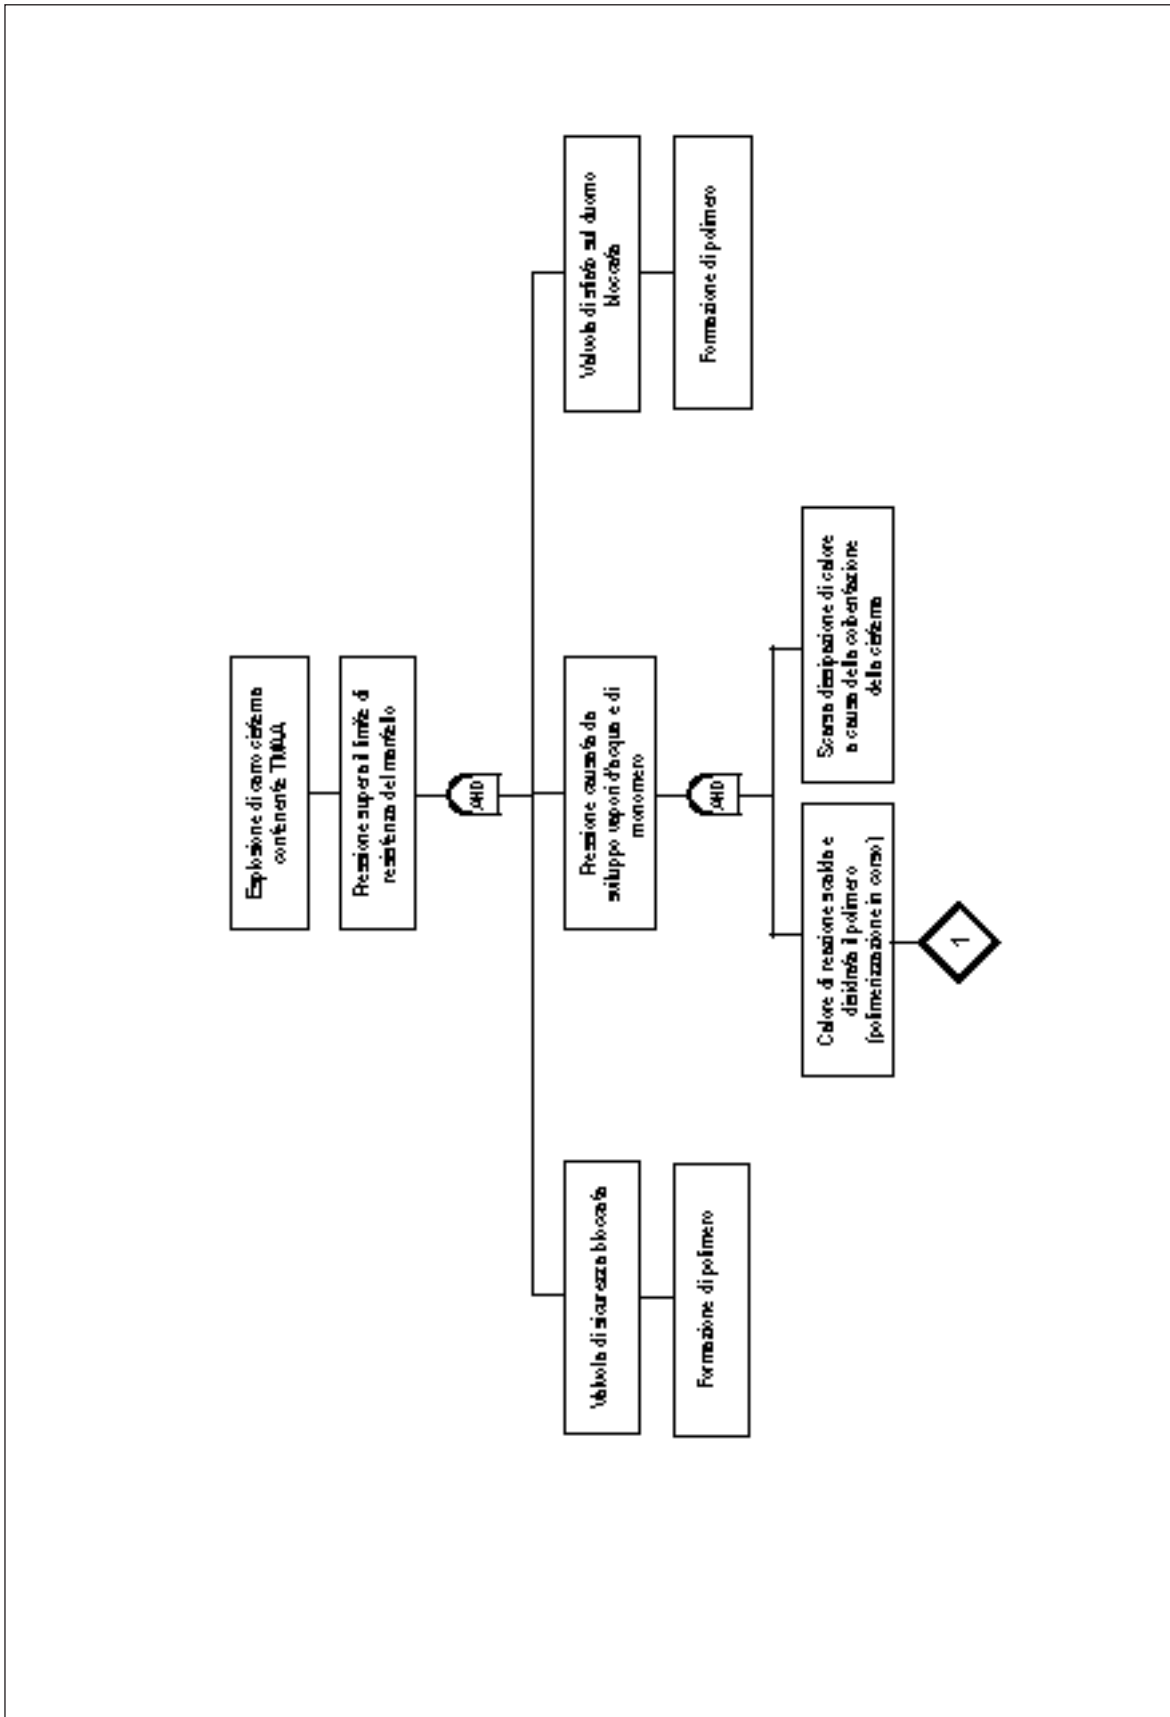 Esplosione di carro cisterna
contenente TMAA
Pressione supera il limite di
resistenza del mantello
AND
Valvola di sicurezza bloccata
Pressione causata da
sviluppo vapori d'acqua e di
monomero
Valvola di sfiato sul duomo
bloccata
Formazione di polimero
AND
Formazione di polimero
Calore di reazione scalda e
disidrata il polimero
(polimerizzazione in corso)
Scarsa dissipazione di calore
a causa della coibentazione
della cisterna
1